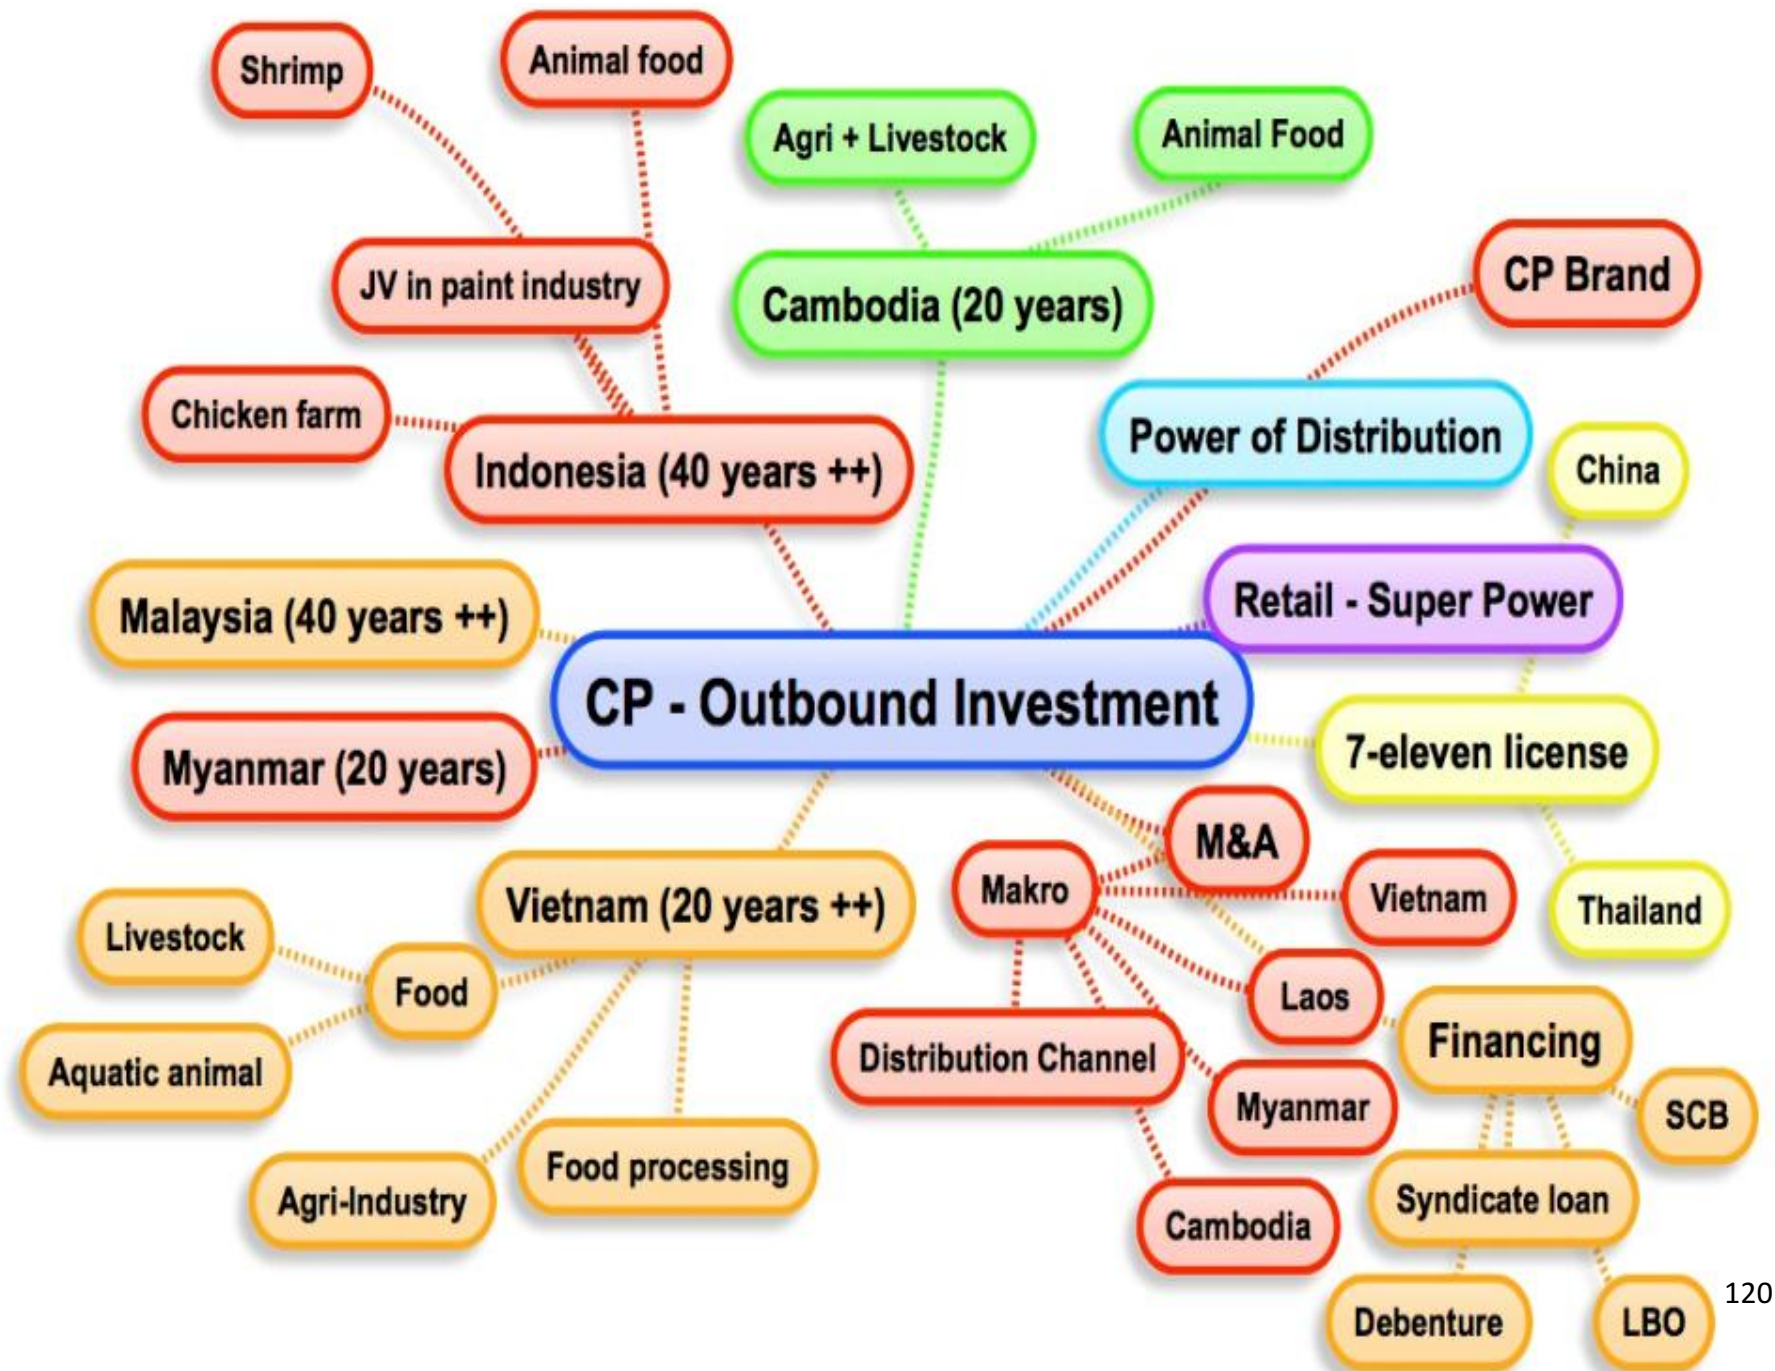 Shrimp
Animal food
Agri + Livestock
Animal Food
JV in paint industry
Cambodia (20 years)
CP Brand
Chicken farm
Indonesia (40 years ++)
Power of Distribution
China
Malaysia (40 years ++)
Retail - Super Power
CP - Outbound Investment
Myanmar (20 years)
7-eleven license
M&A
Makro
Vietnam
Thailand
Vietnam (20 years ++)
Livestock
Food
Laos
Financing
Aquatic animal
Distribution Channel
Myanmar
SCB
Agri-Industry
Food processing
Syndicate loan
Cambodia
Debenture
LBO
120